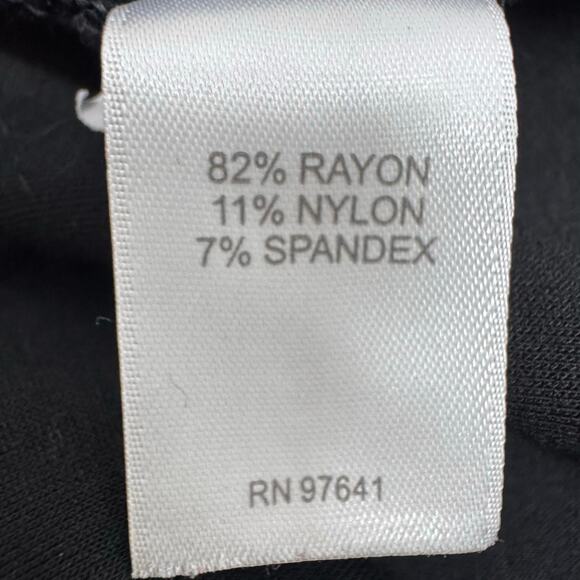 82% RAYON
11% NYLON
7% SPANDEX
RN 97641